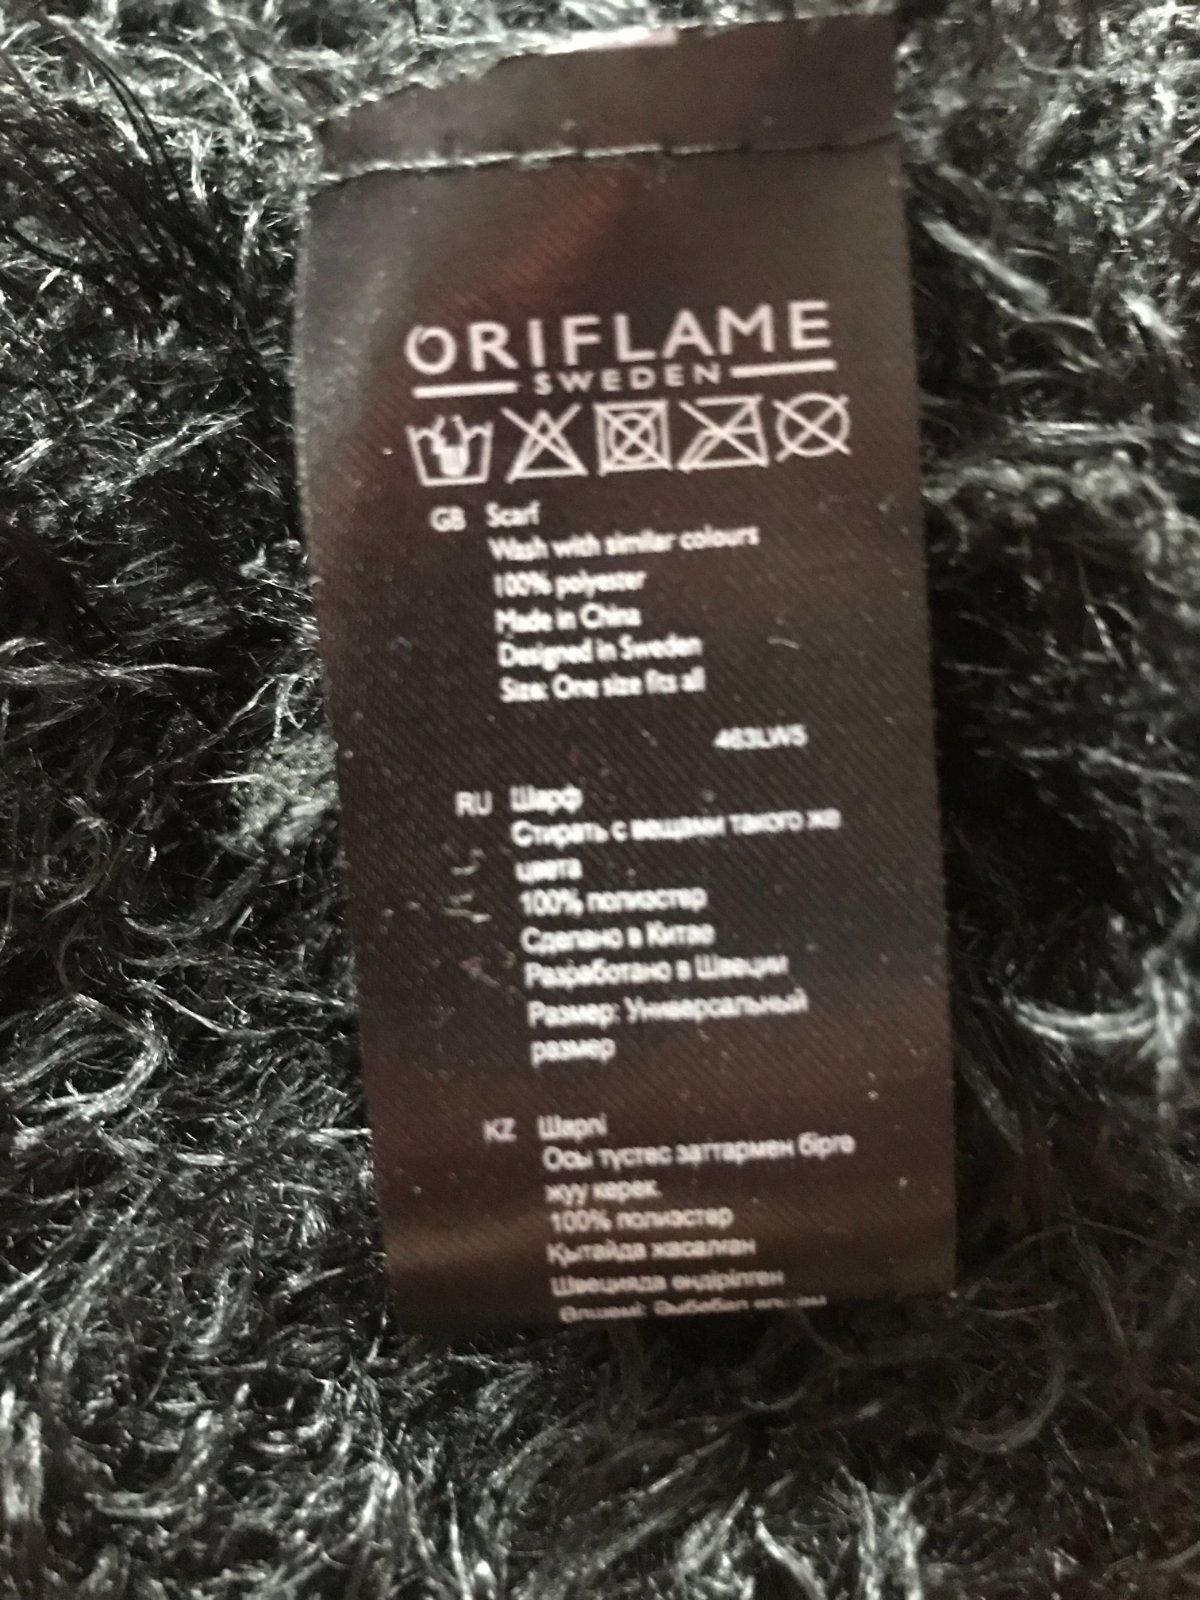 ORIFLAME
SWEDEN
GB Scarf
Wash with similar colours
100% polyester
Made in China
Designed in Sweden
Size: One size fits all
463LW5
RU Шарф
Стирать с вещами такого же
цвета
100% полиэстер
Сделано в Китае
Разработано в Швеции
Размер: Универсальный
размер
KZ Шарпі
Осы түстес заттармен бірге
жуу керек.
100% полиэстер
Қытайда жасалған
Швецияда өндірілген